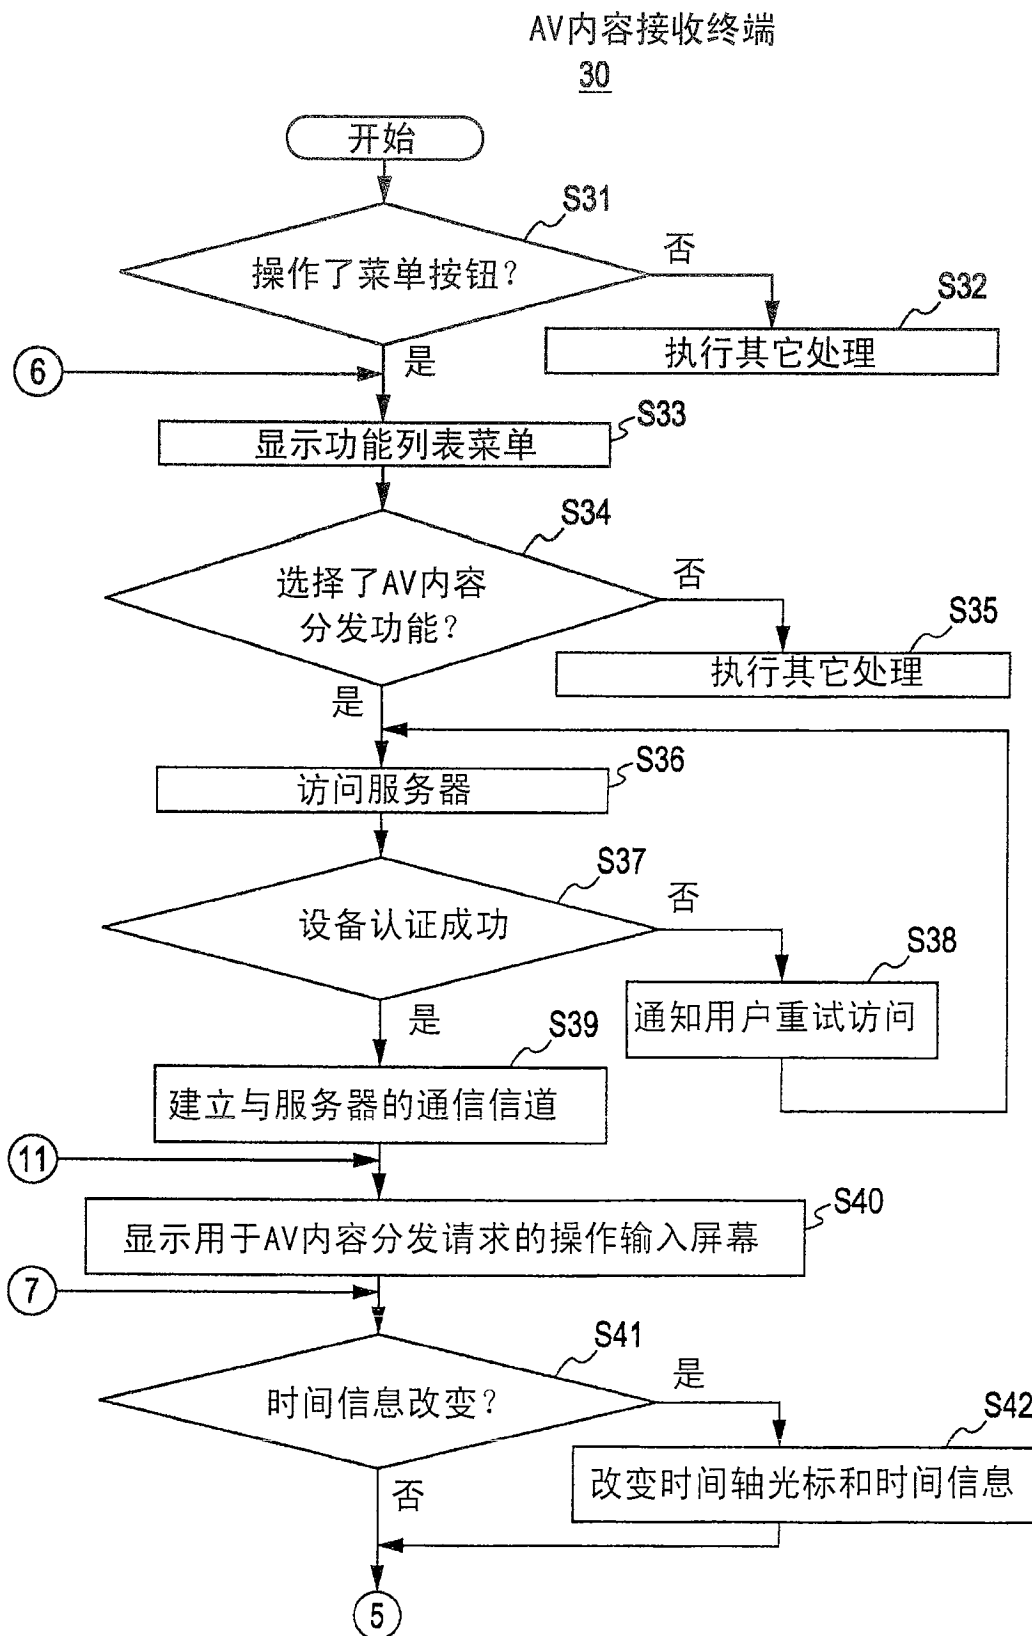 AV内容接收终端
30
开始
S31
操作了菜单按钮?
否
S32
执行其它处理
是
6
S33
显示功能列表菜单
S34
选择了AV内容
分发功能?
否
S35
执行其它处理
是
S36
访问服务器
S37
设备认证成功
否
S38
通知用户重试访问
是
S39
建立与服务器的通信信道
11
S40
显示用于AV内容分发请求的操作输入屏幕
7
S41
时间信息改变?
是
S42
改变时间轴光标和时间信息
否
5